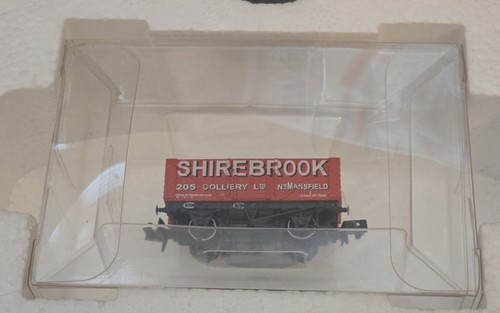 SHIREBROOK
205 COLLIERY LTD NR MANSFIELD